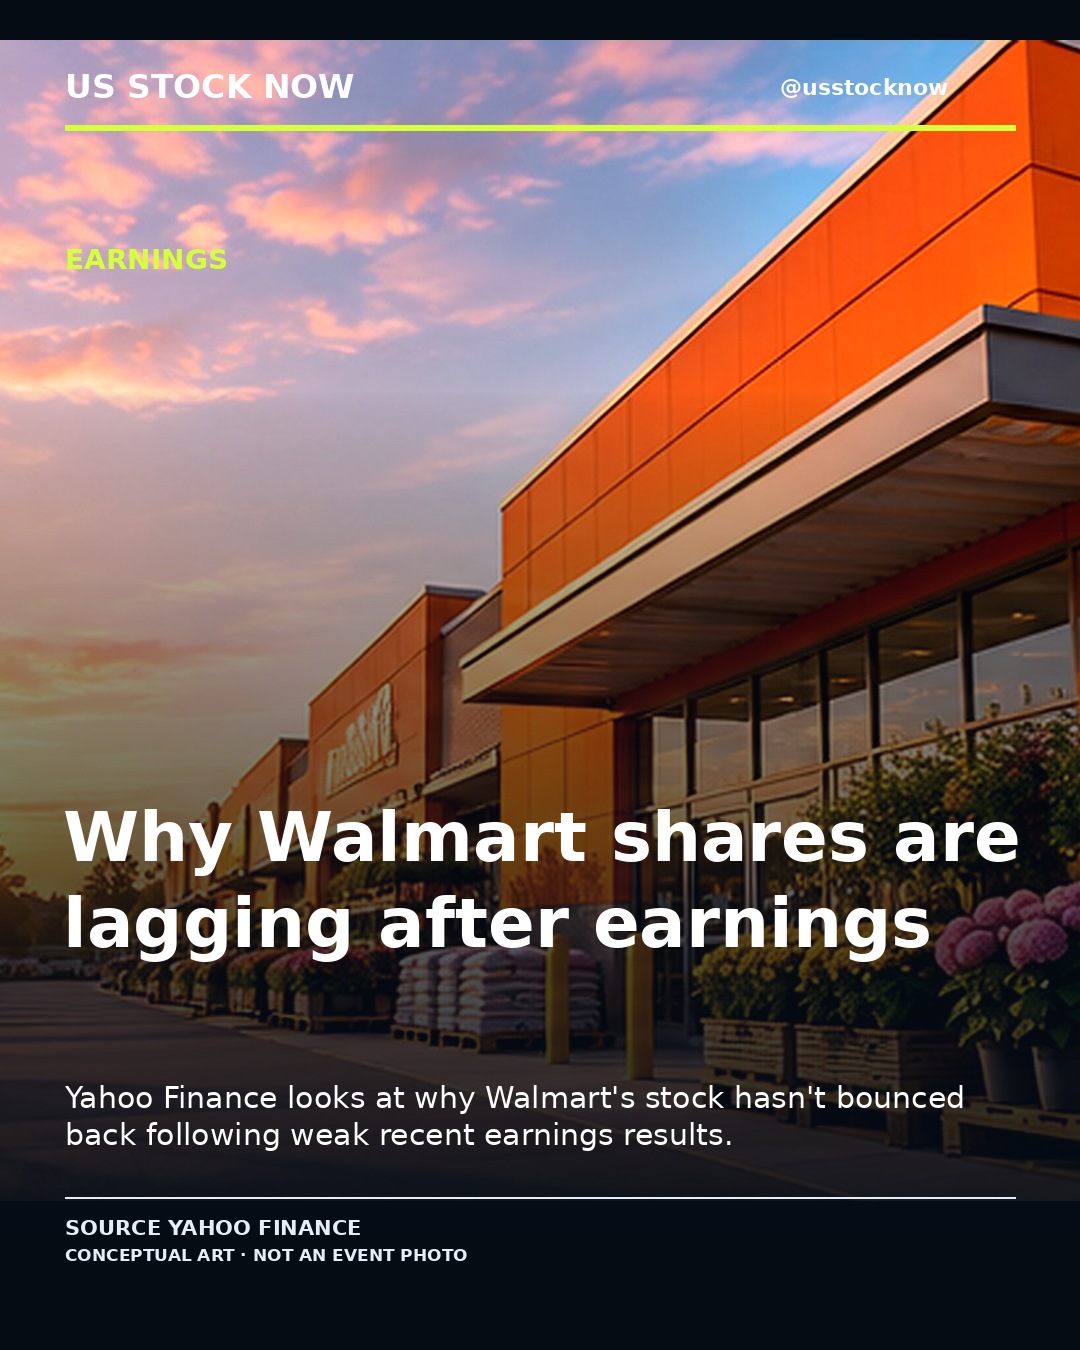 US STOCK NOW
@usstocknow
EARNINGS
Why Walmart shares are
lagging after earnings
Yahoo Finance looks at why Walmart's stock hasn't bounced
back following weak recent earnings results.
SOURCE YAHOO FINANCE
CONCEPTUAL ART · NOT AN EVENT PHOTO